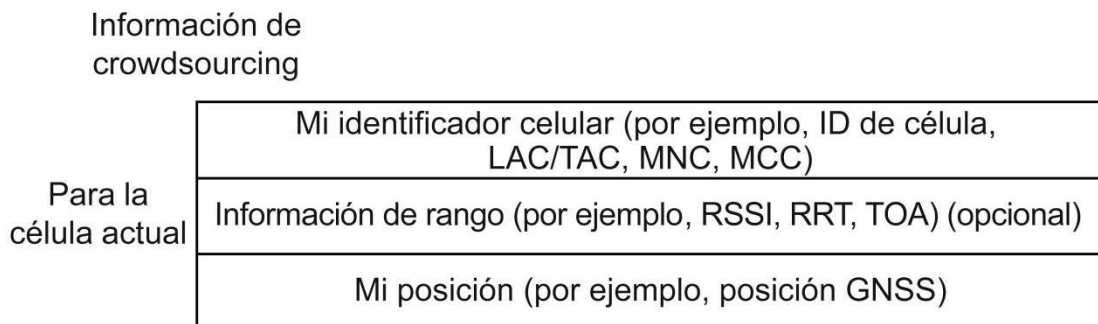 Información de
crowdsourcing
Mi identificador celular (por ejemplo, ID de célula,
LAC/TAC, MNC, MCC)
Para la
célula actual
Información de rango (por ejemplo, RSSI, RRT, TOA) (opcional)
Mi posición (por ejemplo, posición GNSS)